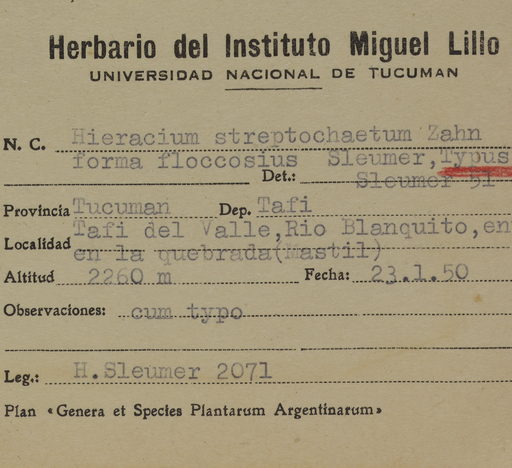 Herbario del Instituto Miguel Lillo
UNIVERSIDAD NACIONAL DE TUCUMAN
N. C. Hieracium streptochaetum Zahn
forma floccosius Sleumer, Typus
Det.: Sleumer 51
Provincia Tucuman Dep. Tafi
Tafi del Valle, Rio Blanquito, en
Localidad en la quebrada (Mastil)
Altitud 2260 m Fecha: 23.1.50
Observaciones: cum typo
Leg.: H. Sleumer 2071
Plan «Genera et Species Plantarum Argentinarum»